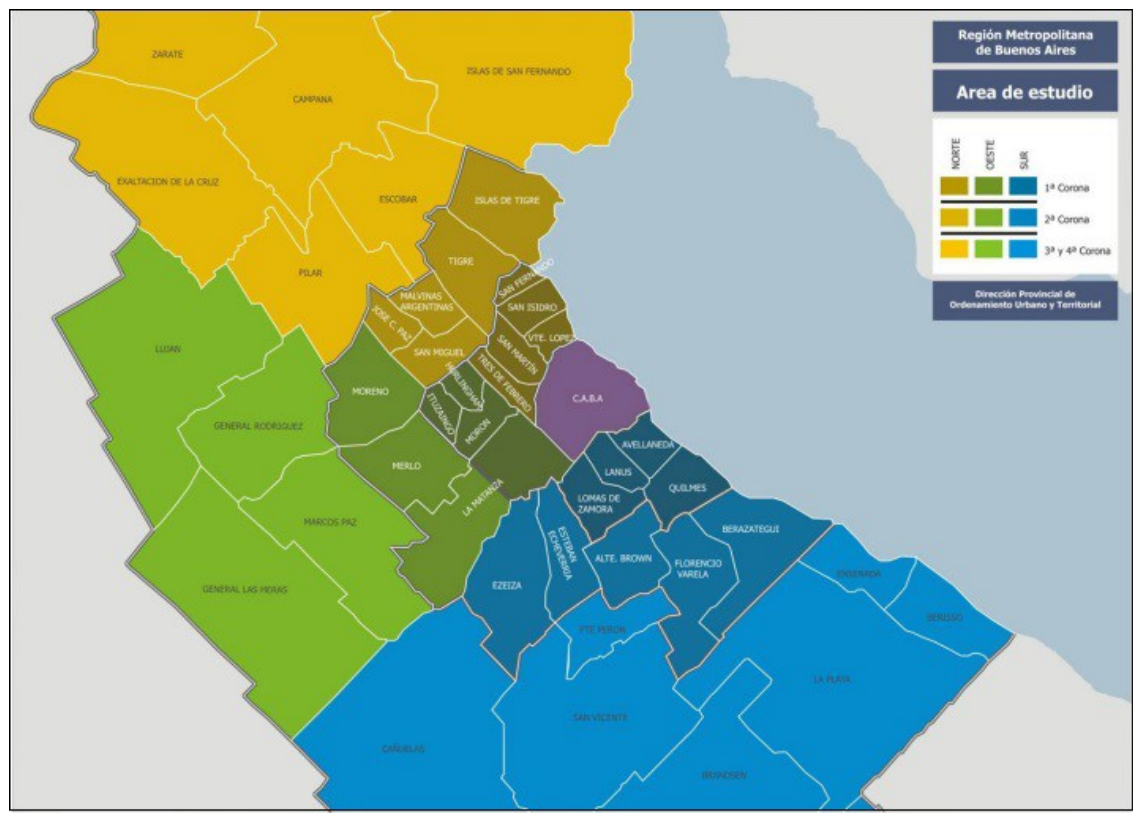 Región Metropolitana
de Buenos Aires
Area de estudio
NORTE
OESTE
SUR
1ª Corona
2ª Corona
3ª y 4ª Corona
Dirección Provincial de
Ordenamiento Urbano y Territorial
ZARATE
CAMPANA
ISLAS DE SAN FERNANDO
EXALTACION DE LA CRUZ
ESCOBAR
ISLAS DE TIGRE
PILAR
TIGRE
SAN FERNANDO
MALVINAS
ARGENTINAS
JOSE C. PAZ
SAN ISIDRO
VTE. LOPEZ
SAN MIGUEL
SAN MARTÍN
LUJAN
MORENO
HURLINGHAM
TRES DE FEBRERO
C.A.B.A
ITUZAINGO
MORON
GENERAL RODRIGUEZ
AVELLANEDA
MERLO
LANUS
QUILMES
LA MATANZA
LOMAS DE
ZAMORA
MARCOS PAZ
BERAZATEGUI
ESTEBAN
ECHEVERRIA
ALTE. BROWN
FLORENCIO
VARELA
EZEIZA
ENSENADA
GENERAL LAS HERAS
BERISSO
PTE PERON
LA PLATA
SAN VICENTE
CAÑUELAS
BRANDSEN